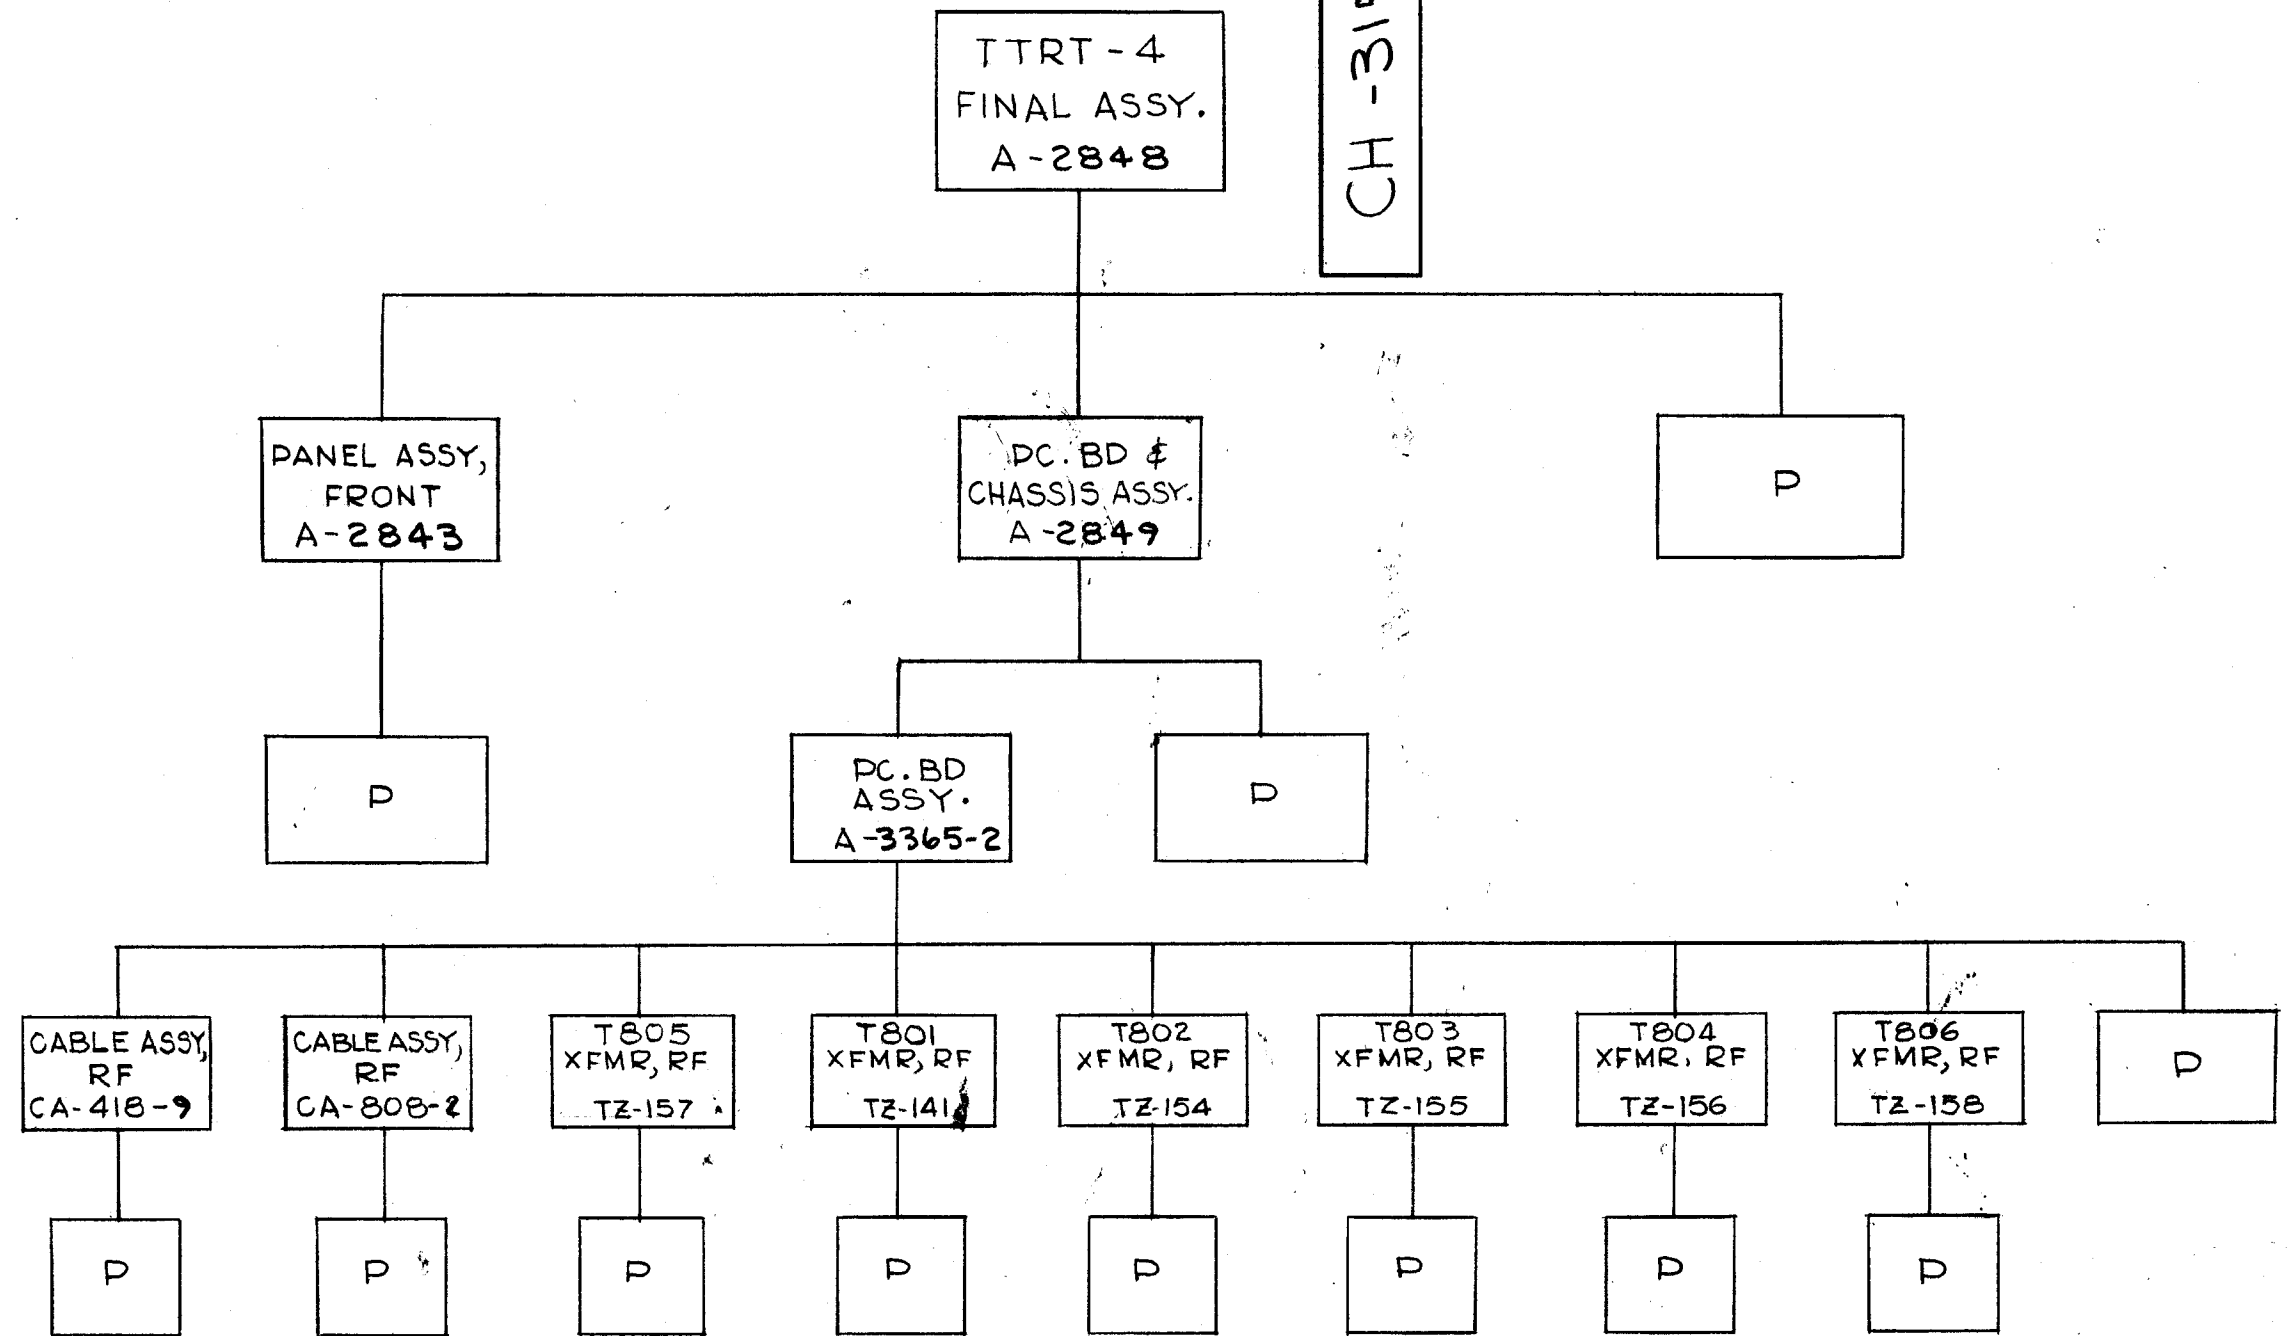 TTRT-4
FINAL ASSY.
A-2848
PANEL ASSY,
FRONT
A-2843
PC.BD &
CHASSIS ASSY.
A-2849
P
P
PC.BD
ASSY.
A-3365-2
P
CABLE ASSY,
RF
CA-418-9
CABLE ASSY,
RF
CA-808-2
T805
XFMR, RF
TZ-157
T801
XFMR, RF
TZ-141
T802
XFMR, RF
TZ-154
T803
XFMR, RF
TZ-155
T804
XFMR, RF
TZ-156
T806
XFMR, RF
TZ-158
P
P
P
P
P
P
P
P
P